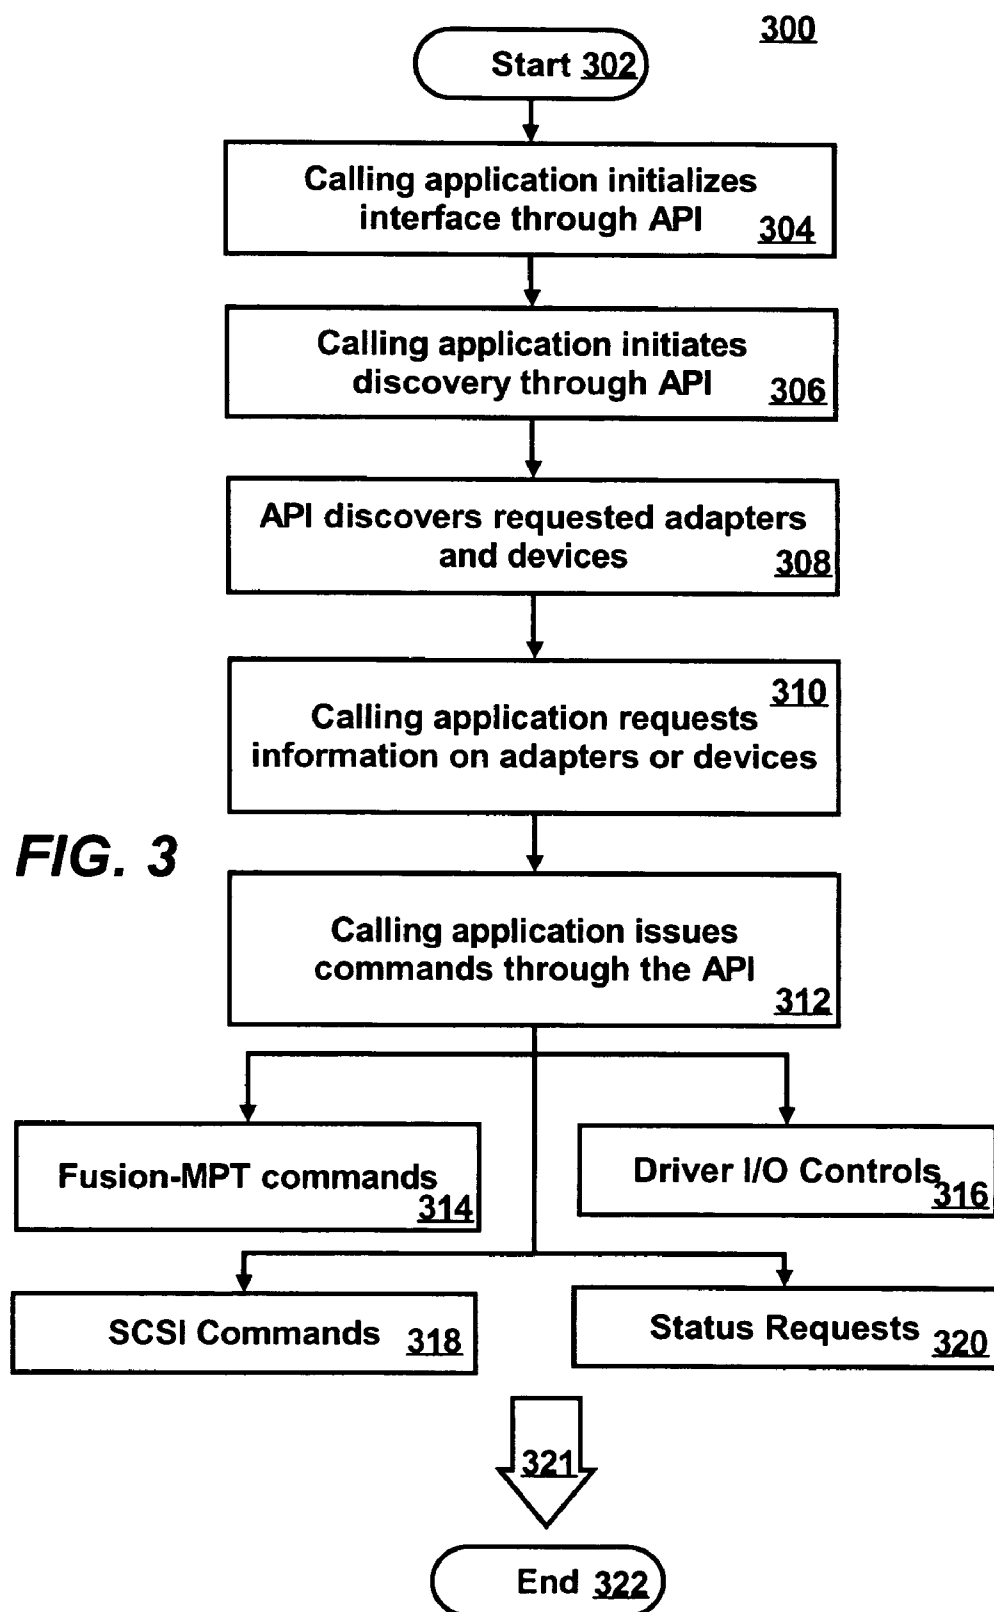 300
Start 302
Calling application initializes
interface through API
304
Calling application initiates
discovery through API
306
API discovers requested adapters
and devices
308
310
Calling application requests
information on adapters or devices
FIG. 3
Calling application issues
commands through the API
312
Fusion-MPT commands
314
Driver I/O Controls
316
SCSI Commands 318
Status Requests 320
321
End 322